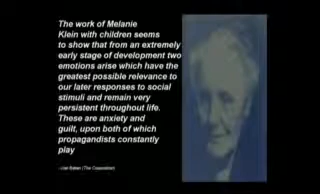 The work of Melanie
Klein with children seems
to show that from an extremely
early stage of development two
emotions arise which have the
greatest possible relevance to
our later responses to social
stimuli and remain very
persistent throughout life.
These are anxiety and
guilt, upon both of which
propagandists constantly
play